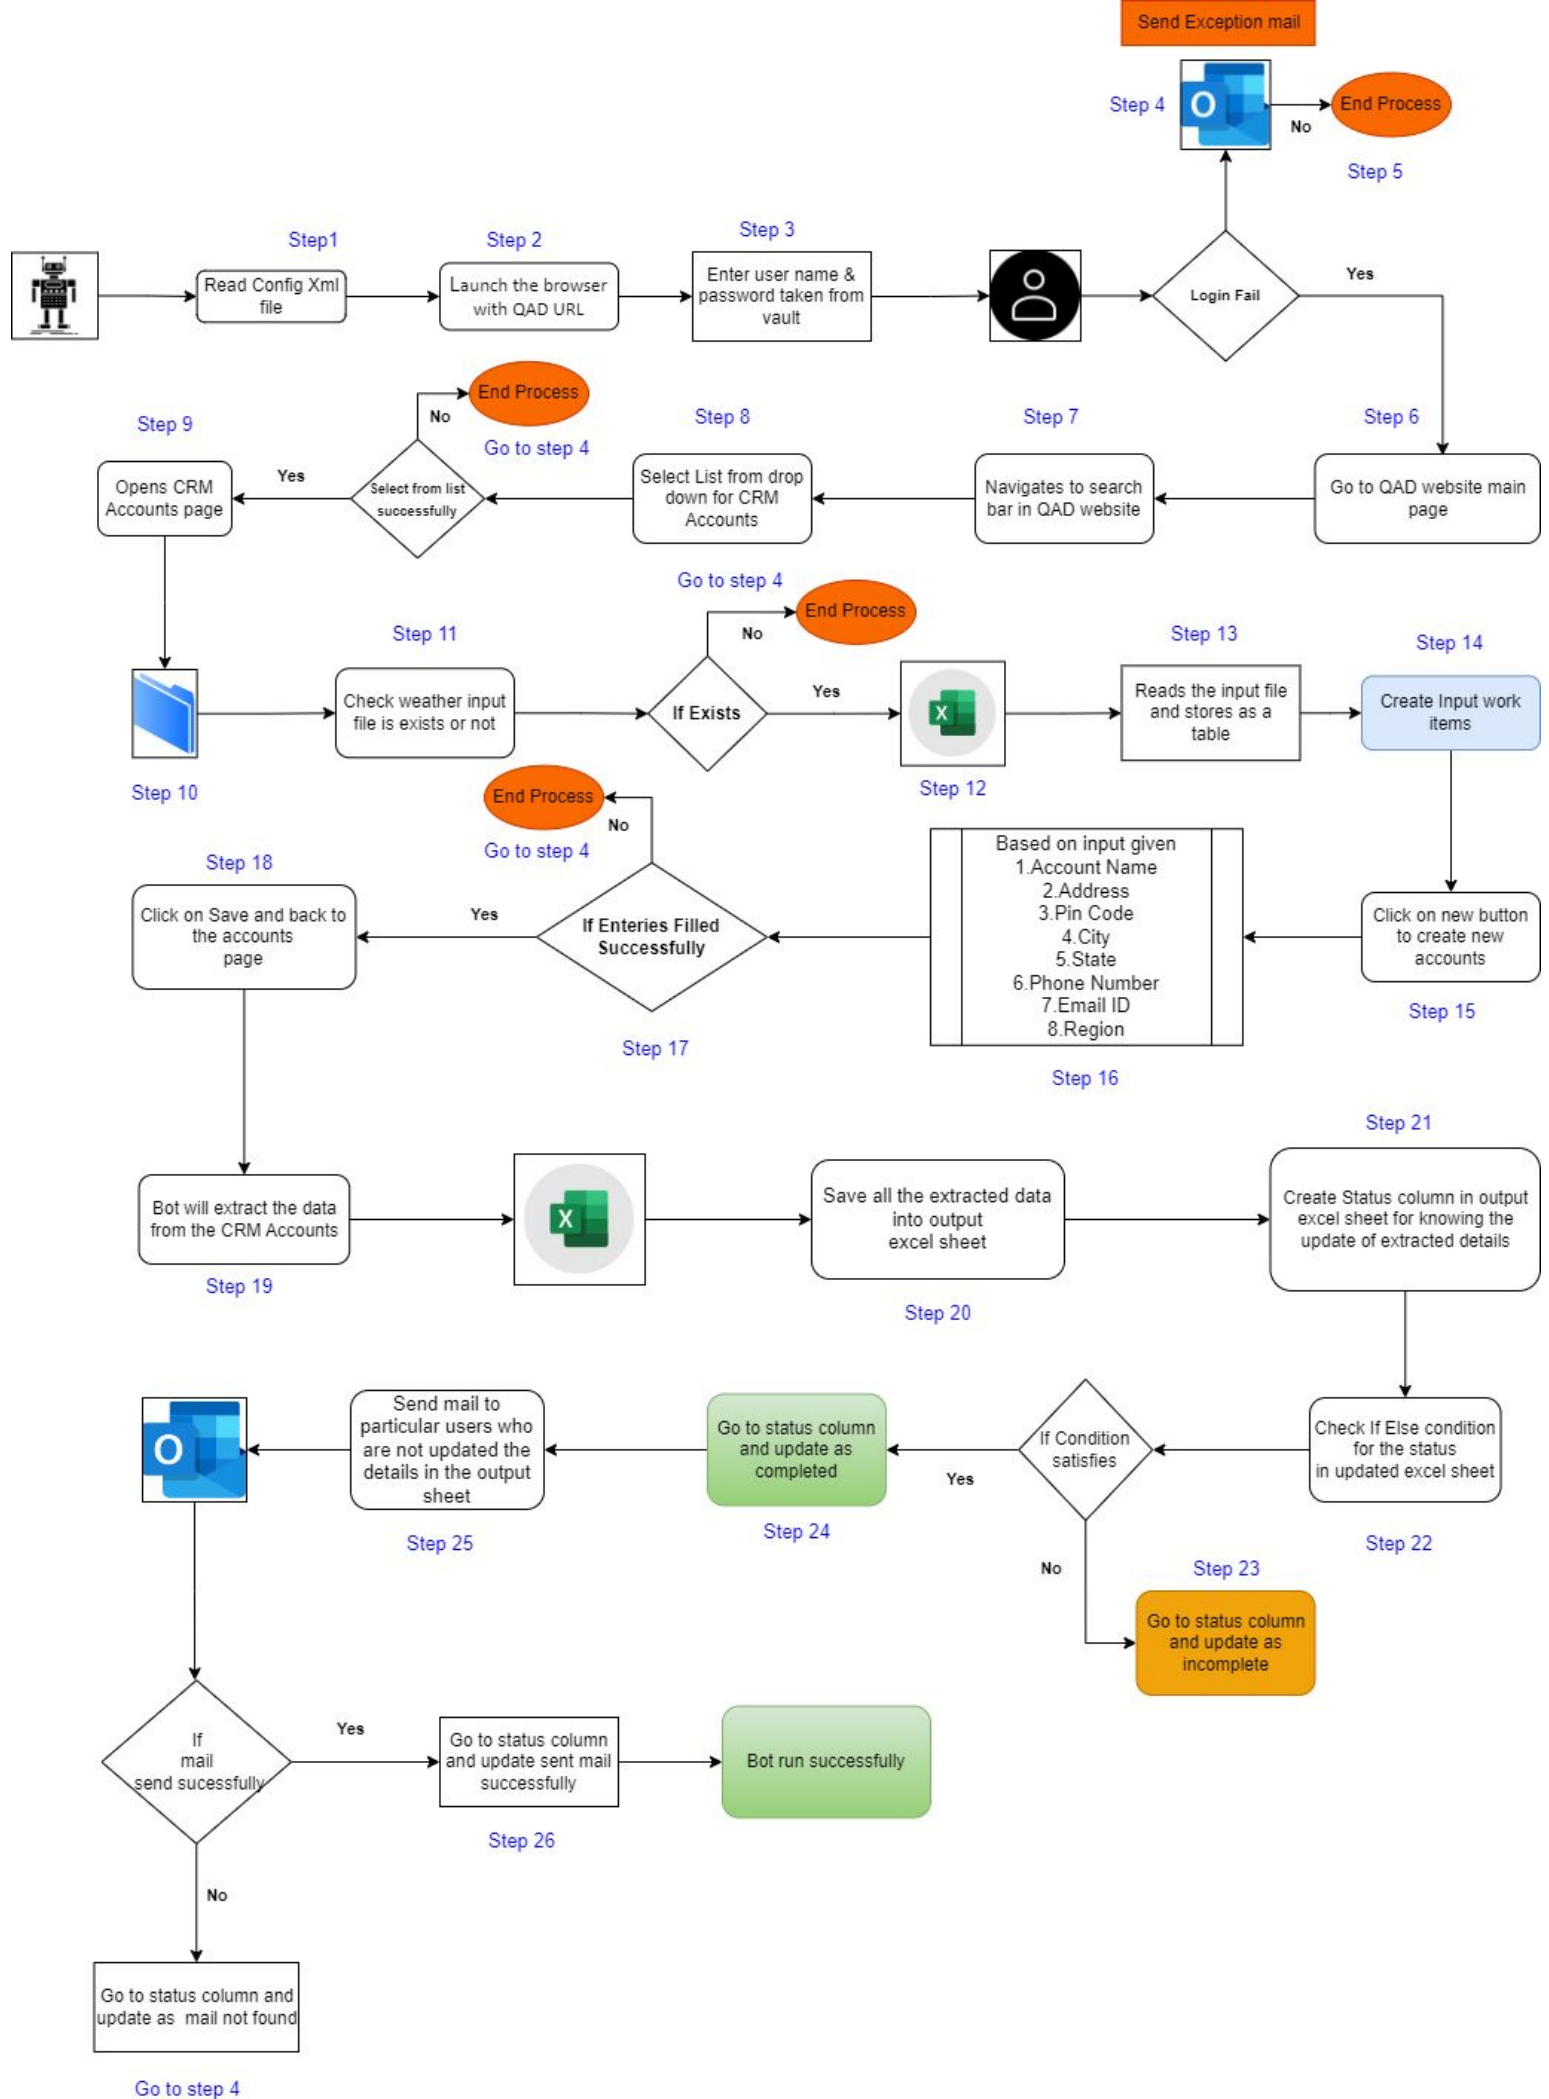 Send Exception mail
O
Step 4
End Process
No
Step 5
Step1
Step 2
Step 3
Read Config Xml
file
Launch the browser
with QAD URL
Enter user name &
password taken from
vault
Login Fail
Yes
End Process
No
Go to step 4
Step 9
Step 8
Step 7
Step 6
Opens CRM
Accounts page
Yes
Select from list
successfully
Select List from drop
down for CRM
Accounts
Navigates to search
bar in QAD website
Go to QAD website main
page
Go to step 4
End Process
No
Step 11
Step 13
Step 14
Check weather input
file is exists or not
If Exists
Yes
X
Reads the input file
and stores as a
table
Create Input work
items
Step 10
Step 12
End Process
No
Go to step 4
Step 18
Click on Save and back to
the accounts
page
Yes
If Enteries Filled
Successfully
Based on input given
1.Account Name
2.Address
3.Pin Code
4.City
5.State
6.Phone Number
7.Email ID
8.Region
Click on new button
to create new
accounts
Step 15
Step 17
Step 16
Step 21
Bot will extract the data
from the CRM Accounts
X
Save all the extracted data
into output
excel sheet
Create Status column in output
excel sheet for knowing the
update of extracted details
Step 19
Step 20
O
Send mail to
particular users who
are not updated the
details in the output
sheet
Go to status column
and update as
completed
Yes
If Condition
satisfies
Check If Else condition
for the status
in updated excel sheet
Step 25
Step 24
Step 22
No
Step 23
Go to status column
and update as
incomplete
If
mail
send sucessfully
Yes
Go to status column
and update sent mail
successfully
Bot run successfully
Step 26
No
Go to status column and
update as mail not found
Go to step 4